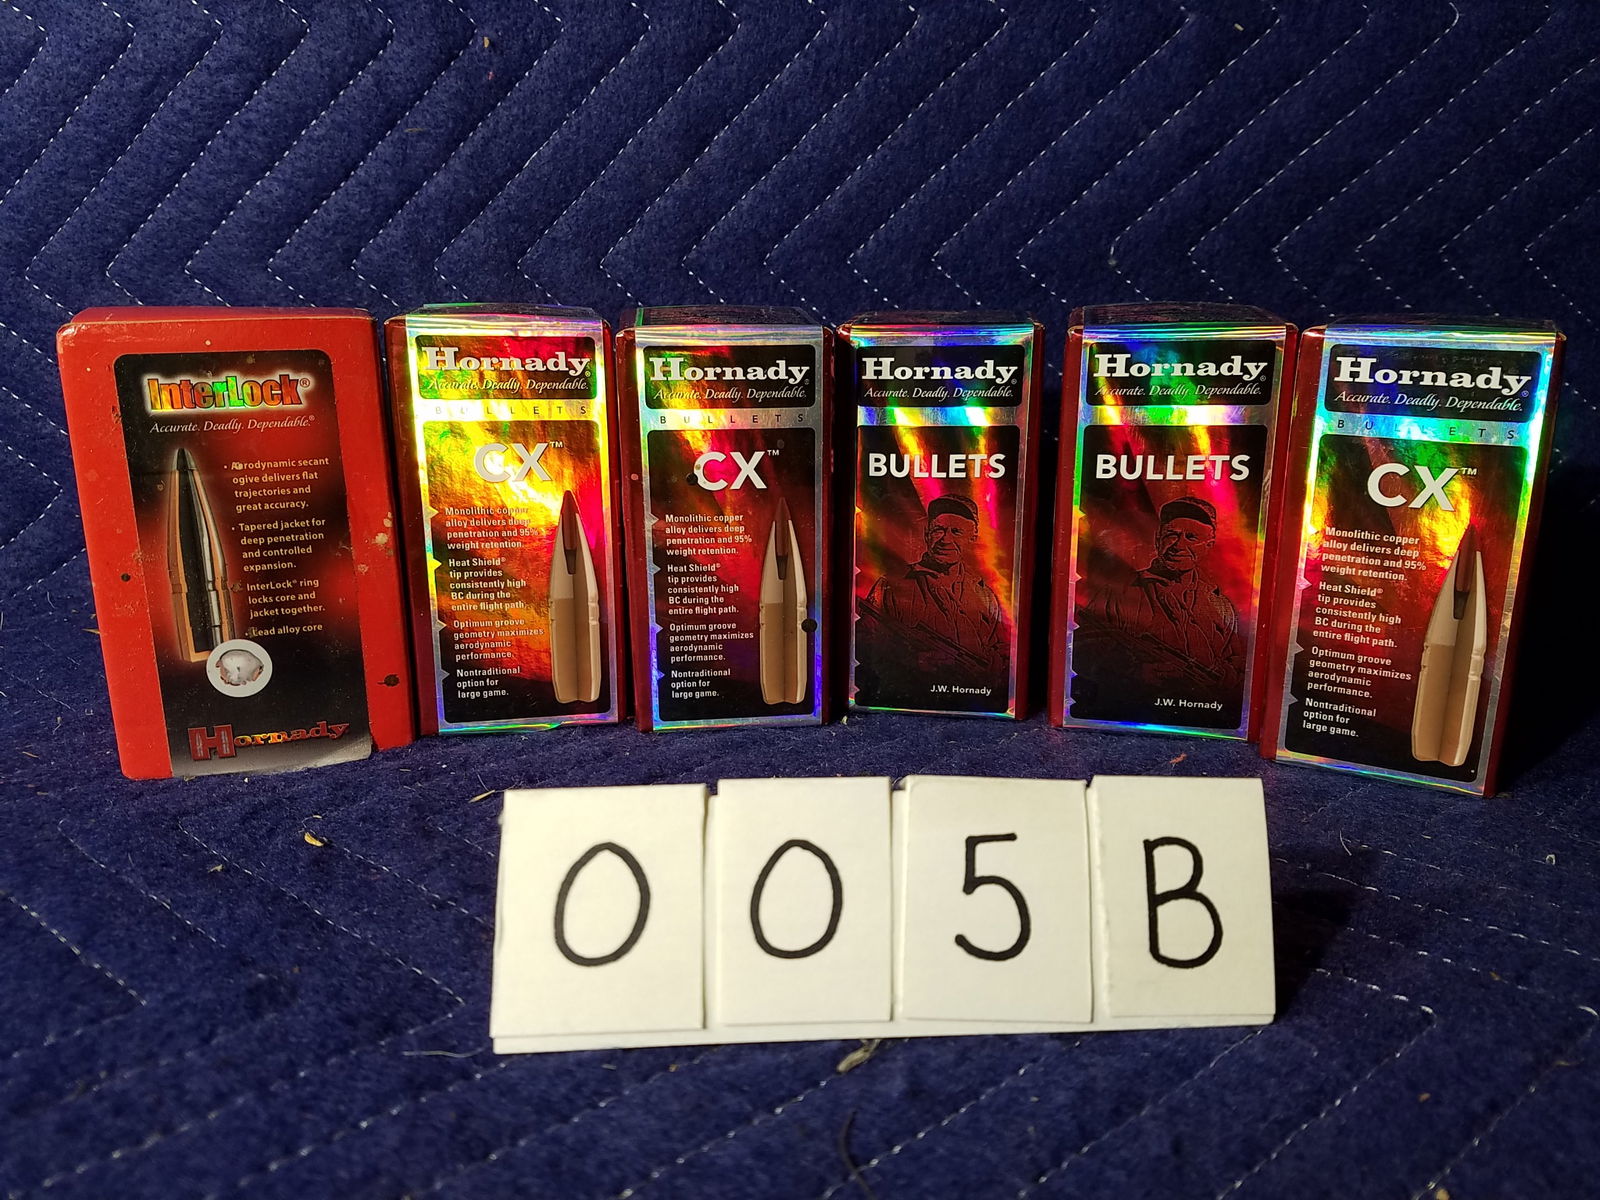 InterLock®
Accurate. Deadly. Dependable.®
• Aerodynamic secant
ogive delivers flat
trajectories and
great accuracy.
• Tapered jacket for
deep penetration
and controlled
expansion.
• InterLock® ring
locks core and
jacket together.
• Lead alloy core
Hornady
Hornady®
Accurate. Deadly. Dependable.
BULLETS
CX™
Monolithic copper
alloy delivers deep
penetration and 95%
weight retention.
Heat Shield®
tip provides
consistently high
BC during the
entire flight path.
Optimum groove
geometry maximizes
aerodynamic
performance.
Nontraditional
option for
large game.
Hornady®
Accurate. Deadly. Dependable.
BULLETS
CX™
Monolithic copper
alloy delivers deep
penetration and 95%
weight retention.
Heat Shield®
tip provides
consistently high
BC during the
entire flight path.
Optimum groove
geometry maximizes
aerodynamic
performance.
Nontraditional
option for
large game.
Hornady®
Accurate. Deadly. Dependable.
BULLETS
J.W. Hornady
Hornady®
Accurate. Deadly. Dependable.
BULLETS
J.W. Hornady
Hornady®
Accurate. Deadly. Dependable.
BULLETS
CX™
Monolithic copper
alloy delivers deep
penetration and 95%
weight retention.
Heat Shield®
tip provides
consistently high
BC during the
entire flight path.
Optimum groove
geometry maximizes
aerodynamic
performance.
Nontraditional
option for
large game.
005B